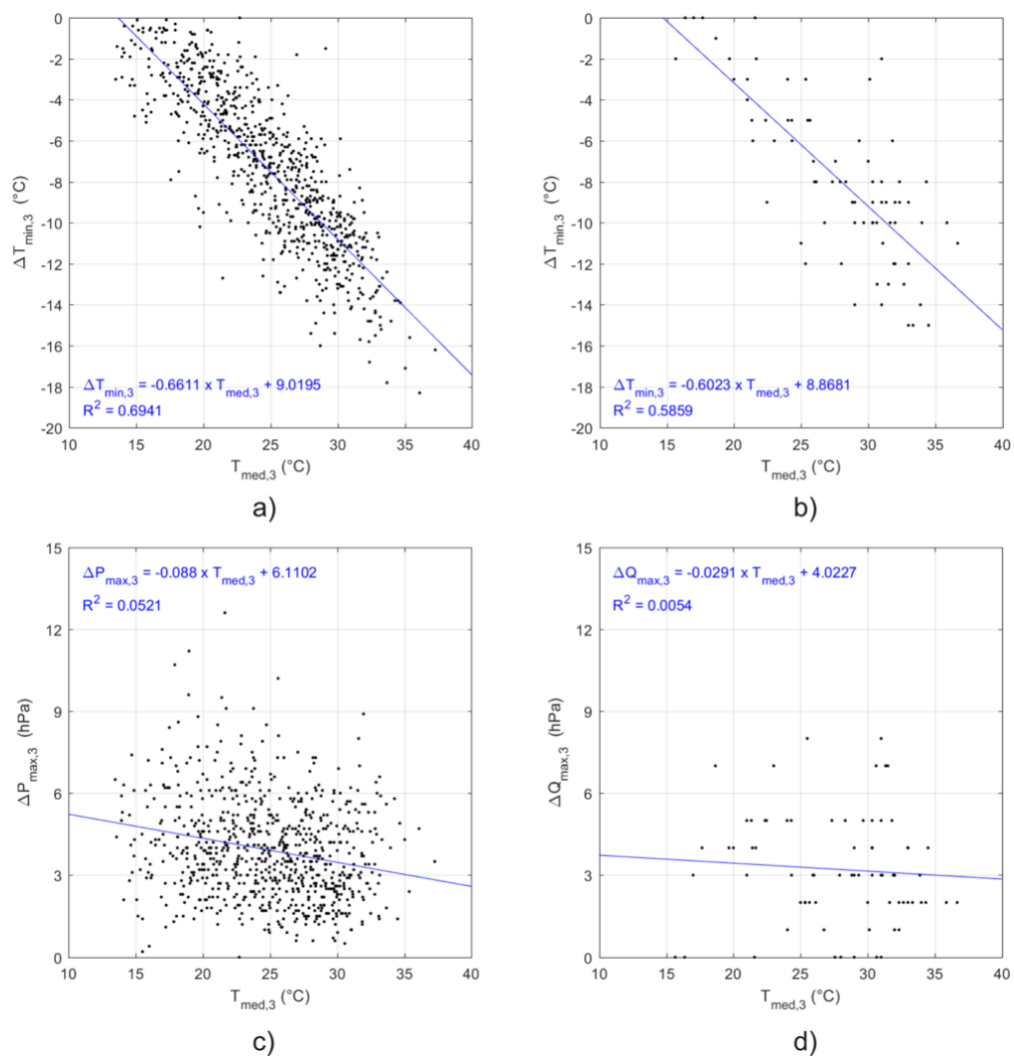 0
-2
-4
-6
-8
-10
-12
-14
-16
-18
-20
ΔT_min,3 (°C)
ΔT_min,3 = -0.6611 x T_med,3 + 9.0195
R² = 0.6941
10 15 20 25 30 35 40
T_med,3 (°C)
a)
0
-2
-4
-6
-8
-10
-12
-14
-16
-18
-20
ΔT_min,3 (°C)
ΔT_min,3 = -0.6023 x T_med,3 + 8.8681
R² = 0.5859
10 15 20 25 30 35 40
T_med,3 (°C)
b)
15
12
9
6
3
0
ΔP_max,3 (hPa)
ΔP_max,3 = -0.088 x T_med,3 + 6.1102
R² = 0.0521
10 15 20 25 30 35 40
T_med,3 (°C)
c)
15
12
9
6
3
0
ΔQ_max,3 (hPa)
ΔQ_max,3 = -0.0291 x T_med,3 + 4.0227
R² = 0.0054
10 15 20 25 30 35 40
T_med,3 (°C)
d)